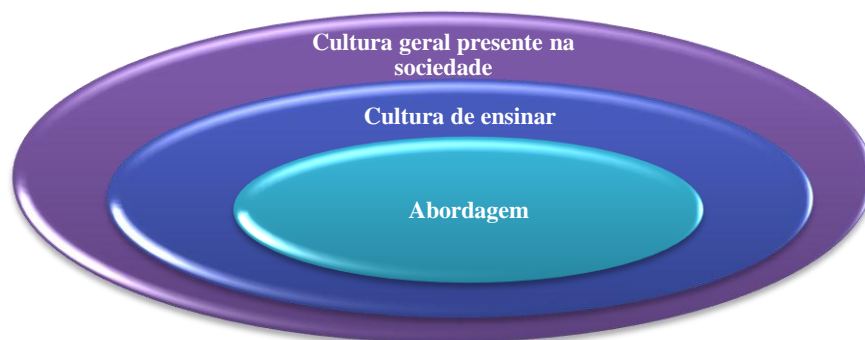 Cultura geral presente na
sociedade
Cultura de ensinar
Abordagem